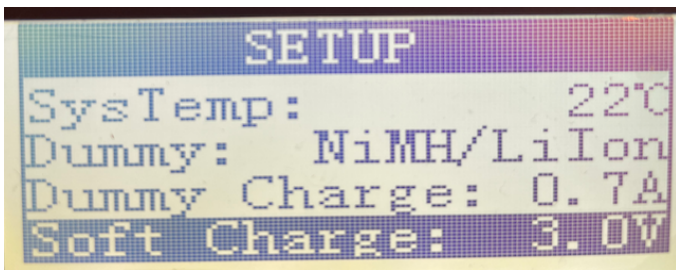 SETUP
SysTemp: 22℃
Dummy: NiMH/LiIon
Dummy Charge: 0.7A
Soft Charge: 3.0V